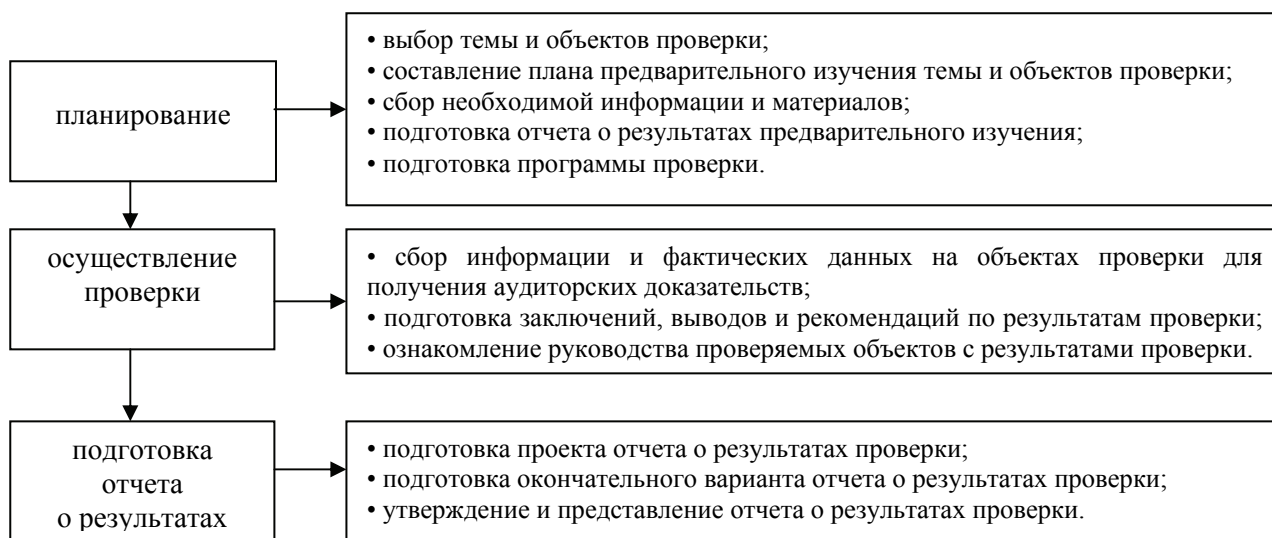 планирование
• выбор темы и объектов проверки;
• составление плана предварительного изучения темы и объектов проверки;
• сбор необходимой информации и материалов;
• подготовка отчета о результатах предварительного изучения;
• подготовка программы проверки.
осуществление
проверки
• сбор информации и фактических данных на объектах проверки для
получения аудиторских доказательств;
• подготовка заключений, выводов и рекомендаций по результатам проверки;
• ознакомление руководства проверяемых объектов с результатами проверки.
подготовка
отчета
о результатах
• подготовка проекта отчета о результатах проверки;
• подготовка окончательного варианта отчета о результатах проверки;
• утверждение и представление отчета о результатах проверки.